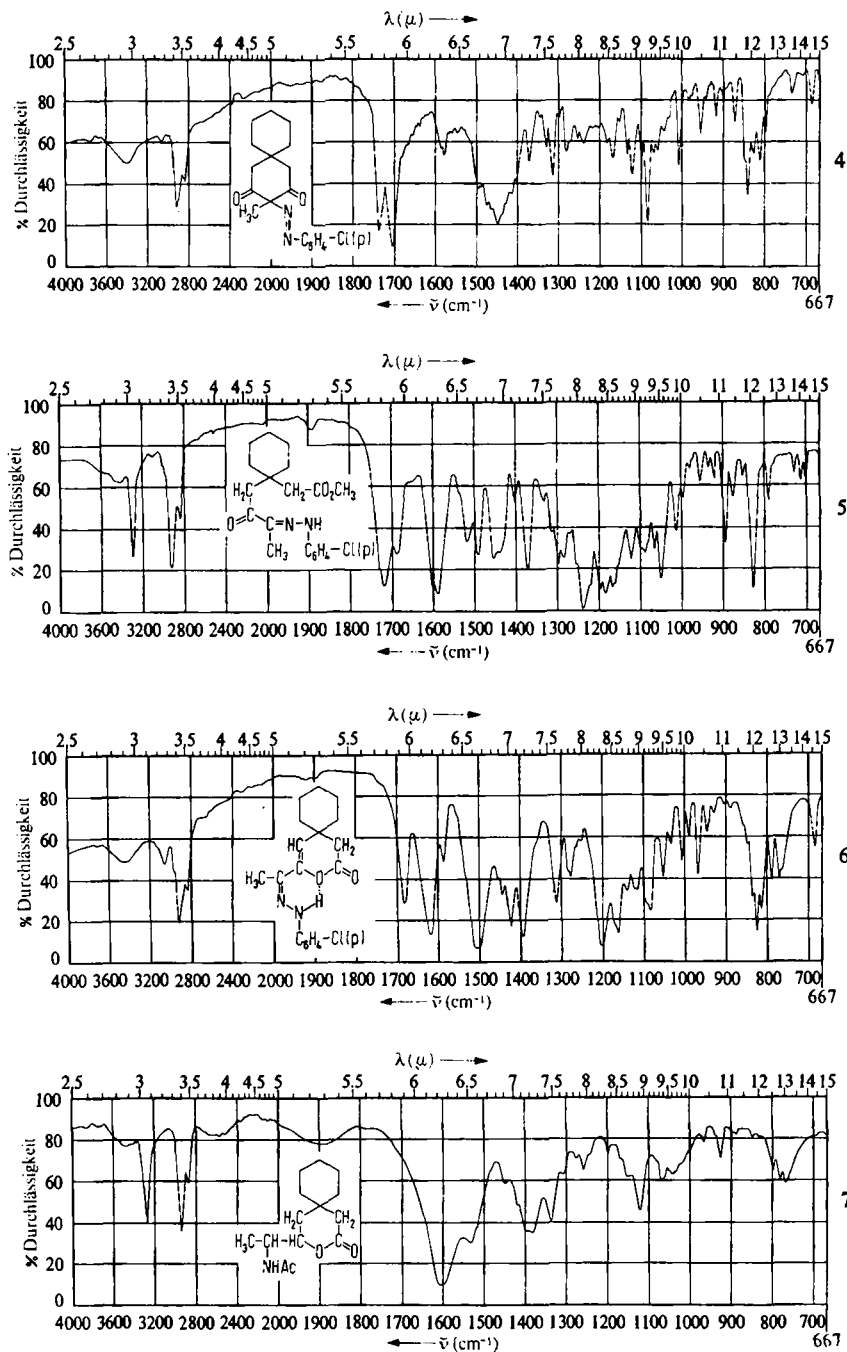 λ(μ) →
2,5 3 3,5 4 4,5 5 5,5 6 6,5 7 7,5 8 8,5 9 9,5 10 11 12 13 14 15
100
80
60
40
20
0
% Durchlässigkeit
O O
CH₃ N
N-C₆H₄-Cl(p)
4
4000 3600 3200 2800 2400 2000 1900 1800 1700 1600 1500 1400 1300 1200 1100 1000 900 800
667
← ṽ (cm⁻¹)
λ(μ) →
2,5 3 3,5 4 4,5 5 5,5 6 6,5 7 7,5 8 8,5 9 9,5 10 11 12 13 14 15
100
80
60
40
20
0
% Durchlässigkeit
H₂C CH₂-CO₂CH₃
O=C C=N-NH
CH₃ C₆H₄-Cl(p)
5
4000 3600 3200 2800 2400 2000 1900 1800 1700 1600 1500 1400 1300 1200 1100 1000 900 800 700
667
← ṽ (cm⁻¹)
λ(μ) →
2,5 3 3,5 4 4,5 5 5,5 6 6,5 7 7,5 8 8,5 9 9,5 10 11 12 13 14 15
100
80
60
40
20
0
% Durchlässigkeit
HC CH₂
H₃C-C C O C O
N H
N
C₆H₄-Cl(p)
6
4000 3600 3200 2800 2400 2000 1900 1800 1700 1600 1500 1400 1300 1200 1100 1000 900 800 700
667
← ṽ (cm⁻¹)
λ(μ) →
2,5 3 3,5 4 4,5 5 5,5 6 6,5 7 7,5 8 8,5 9 9,5 10 11 12 13 14 15
100
80
60
40
20
0
% Durchlässigkeit
H₂C CH₂
H₃C-CH-HC O C=O
NHAc
7
4000 3600 3200 2800 2400 2000 1900 1800 1700 1600 1500 1400 1300 1200 1100 1000 900 800 700
667
← ṽ (cm⁻¹)